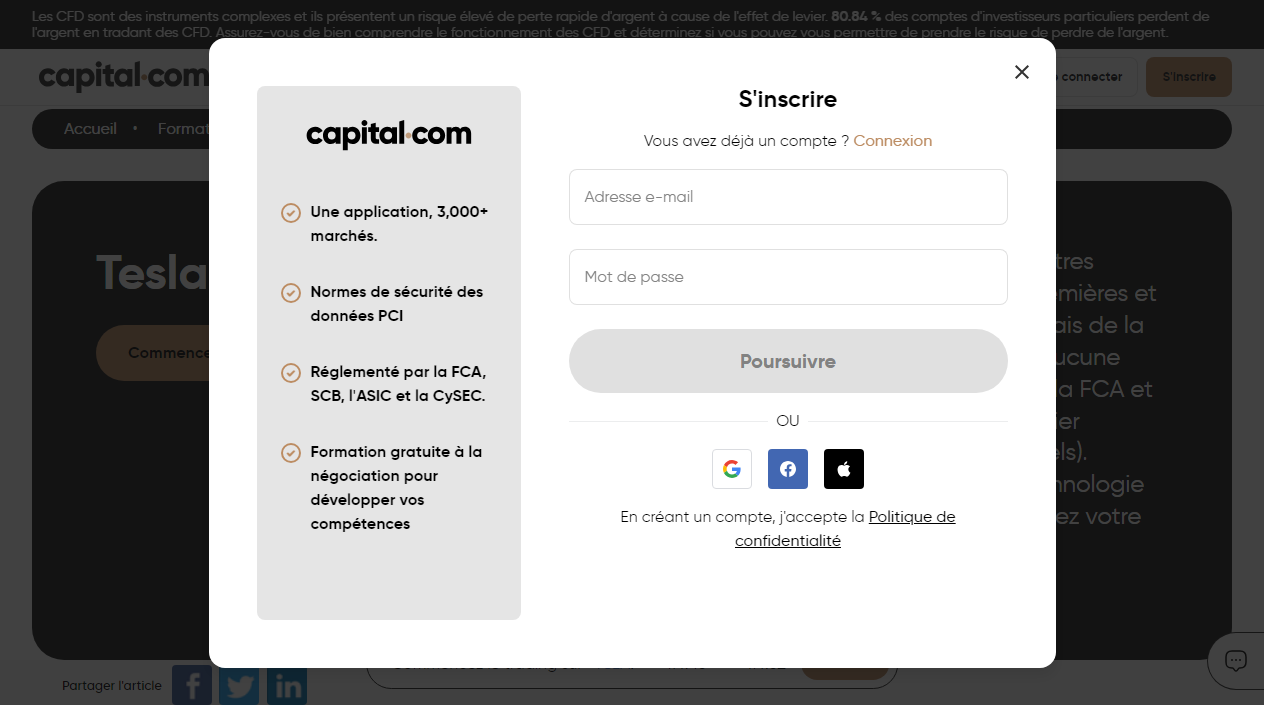 Les CFD sont des instruments complexes et ils présentent un risque élevé de perte rapide d'argent à cause de l'effet de levier. 80.84 % des comptes d'investisseurs particuliers perdent de
l'argent en tradant des CFD. Assurez-vous de bien comprendre le fonctionnement des CFD et déterminez si vous pouvez vous permettre de prendre le risque de perdre de l'argent.
capital.com
connecter
S'inscrire
Accueil • Format
Tesla
Commence
tres
emières et
ais de la
ucune
a FCA et
ier
els).
hnologie
ez votre
capital.com
Une application, 3,000+
marchés.
Normes de sécurité des
données PCI
Réglementé par la FCA,
SCB, l'ASIC et la CySEC.
Formation gratuite à la
négociation pour
développer vos
compétences
S'inscrire
Vous avez déjà un compte ? Connexion
Adresse e-mail
Mot de passe
Poursuivre
OU
En créant un compte, j'accepte la Politique de
confidentialité
Partager l'article